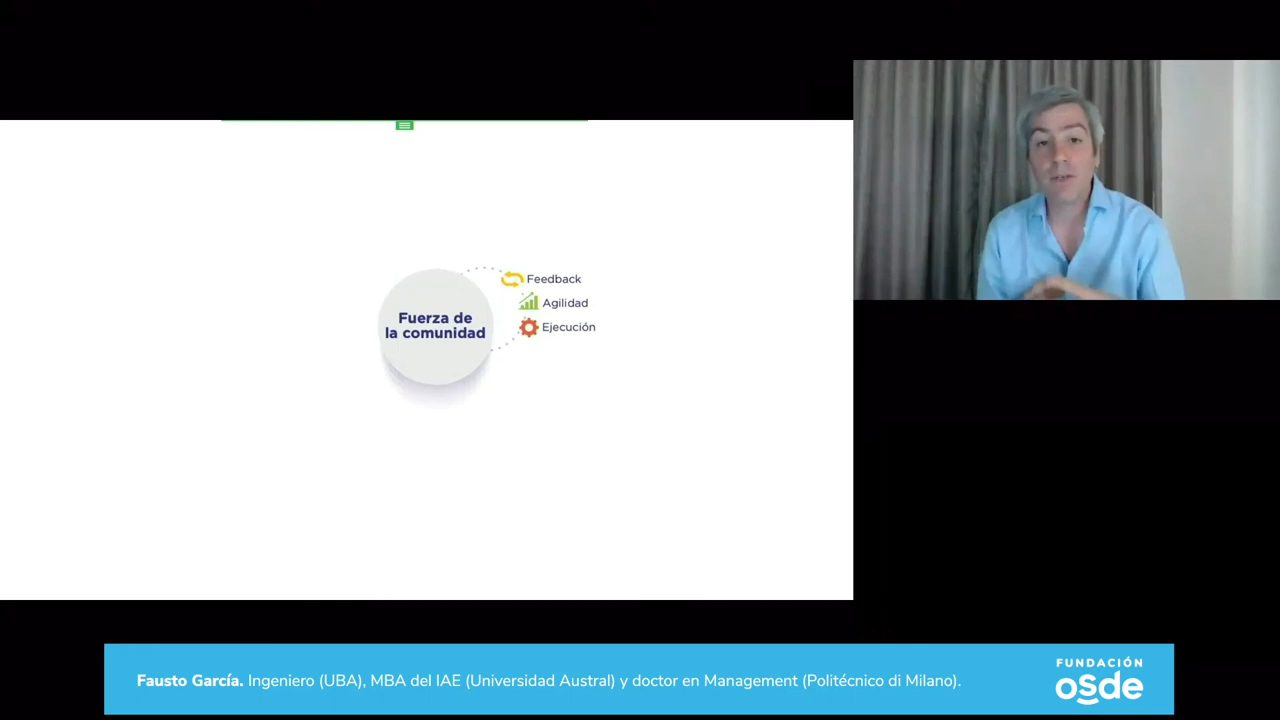 Feedback
Agilidad
Ejecución
Fuerza de
la comunidad
Fausto García. Ingeniero (UBA), MBA del IAE (Universidad Austral) y doctor en Management (Politécnico di Milano).
FUNDACIÓN
osde